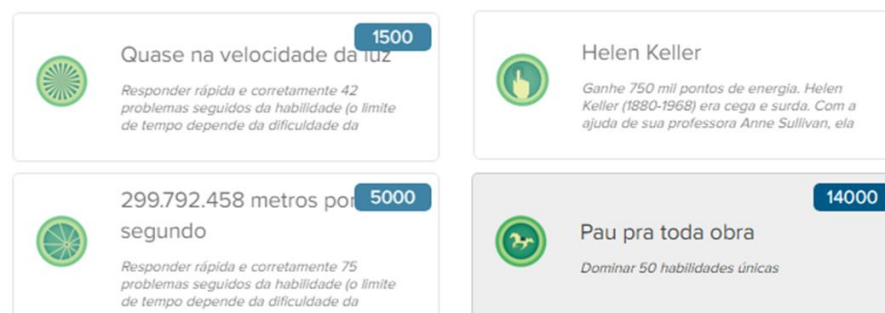 1500
Quase na velocidade da luz
Responder rápida e corretamente 42
problemas seguidos da habilidade (o limite
de tempo depende da dificuldade da
Helen Keller
Ganhe 750 mil pontos de energia. Helen
Keller (1880-1968) era cega e surda. Com a
ajuda de sua professora Anne Sullivan, ela
5000
299.792.458 metros por
segundo
Responder rápida e corretamente 75
problemas seguidos da habilidade (o limite
de tempo depende da dificuldade da
14000
Pau pra toda obra
Dominar 50 habilidades únicas